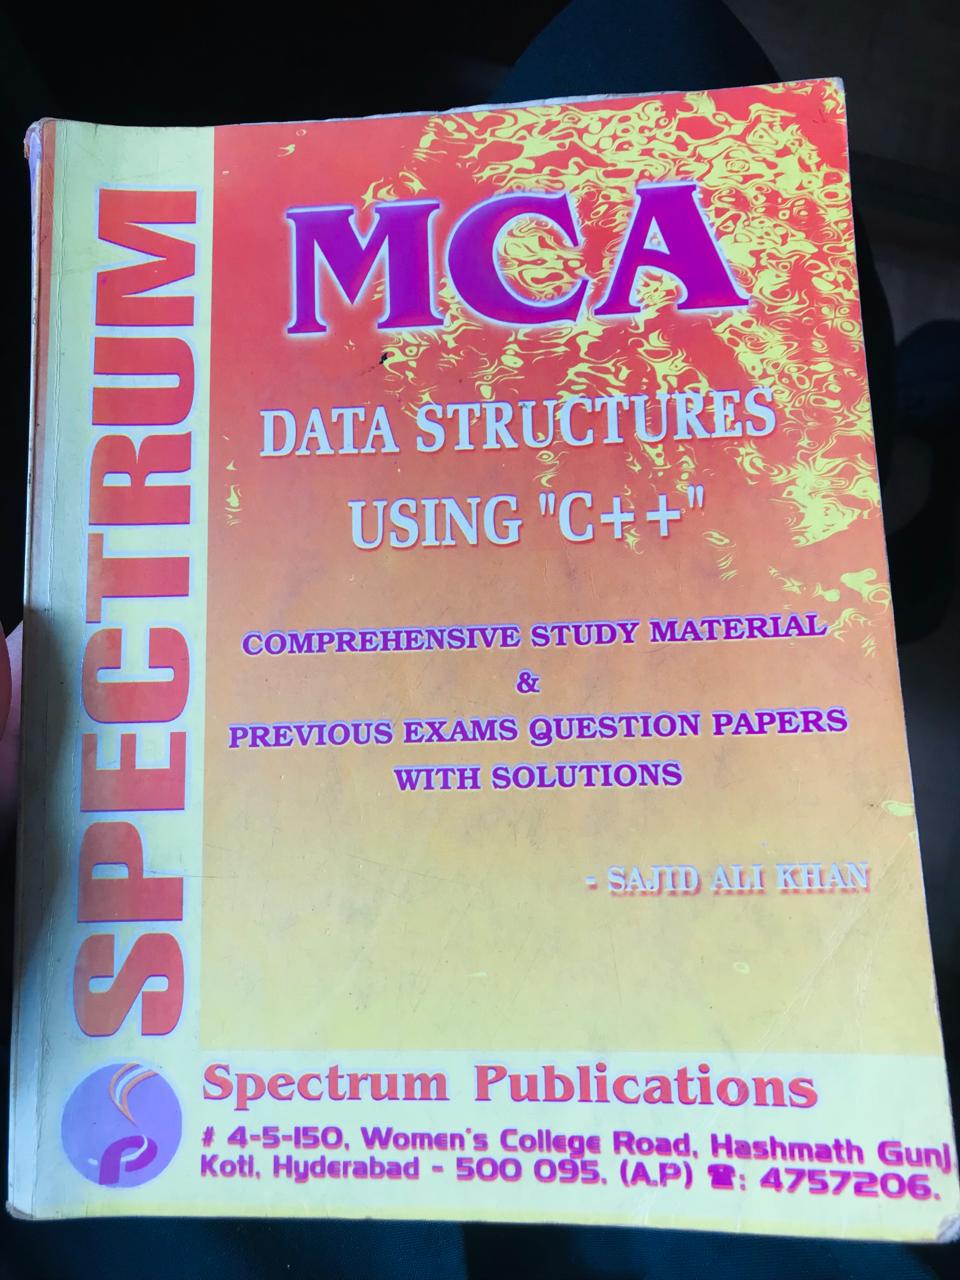 SPECTRUM
MCA
DATA STRUCTURES
USING "C++"
COMPREHENSIVE STUDY MATERIAL
&
PREVIOUS EXAMS QUESTION PAPERS
WITH SOLUTIONS
- SAJID ALI KHAN
Spectrum Publications
# 4-5-150, Women's College Road, Hashmath Gunj
Koti, Hyderabad - 500 095. (A.P) ☎: 4757206.